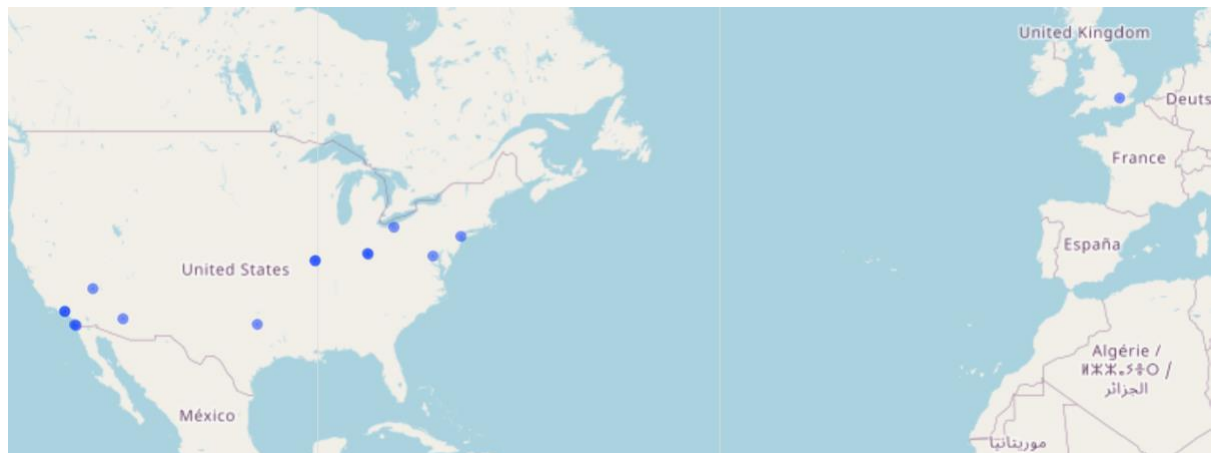 United Kingdom
Deuts
France
España
United States
Algérie /
ⵍⵣⵣⴰⵢⴻⵔ /
الجزائر
México
موريتانيا